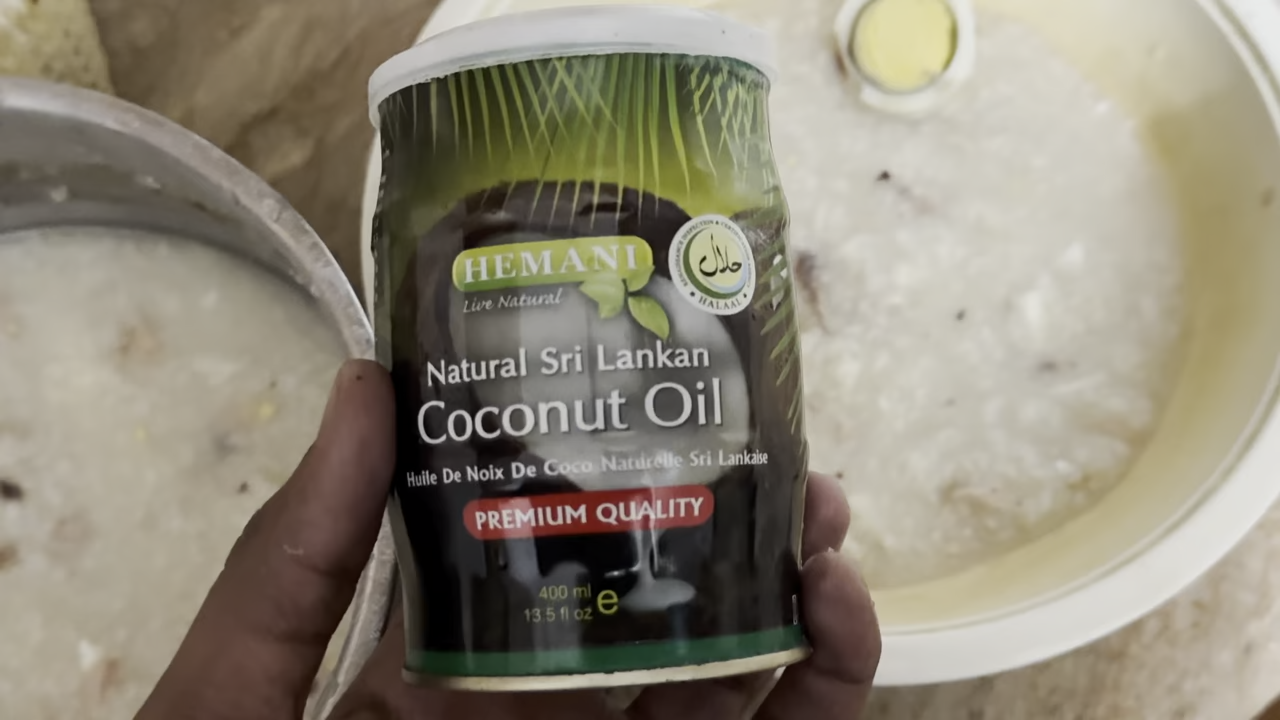 HEMANI
Live Natural
حلال
HALAAL
Natural Sri Lankan
Coconut Oil
Huile De Noix De Coco Naturelle Sri Lankaise
PREMIUM QUALITY
400 ml
13.5 fl oz e